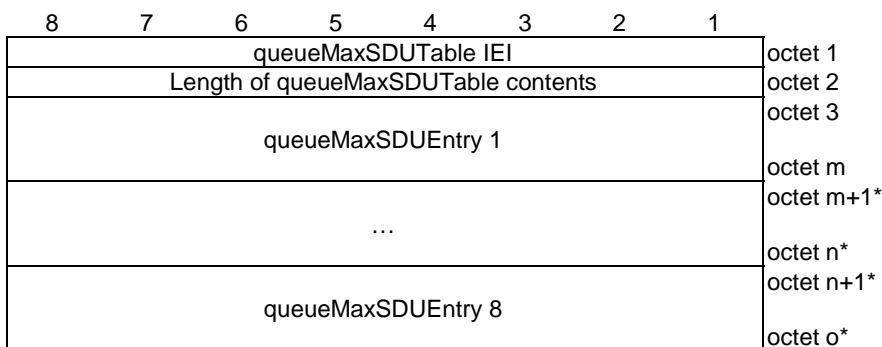 8 7 6 5 4 3 2 1
queueMaxSDUTable IEI octet 1
Length of queueMaxSDUTable contents octet 2
octet 3
queueMaxSDUEntry 1
octet m
octet m+1*
…
octet n*
octet n+1*
queueMaxSDUEntry 8
octet o*